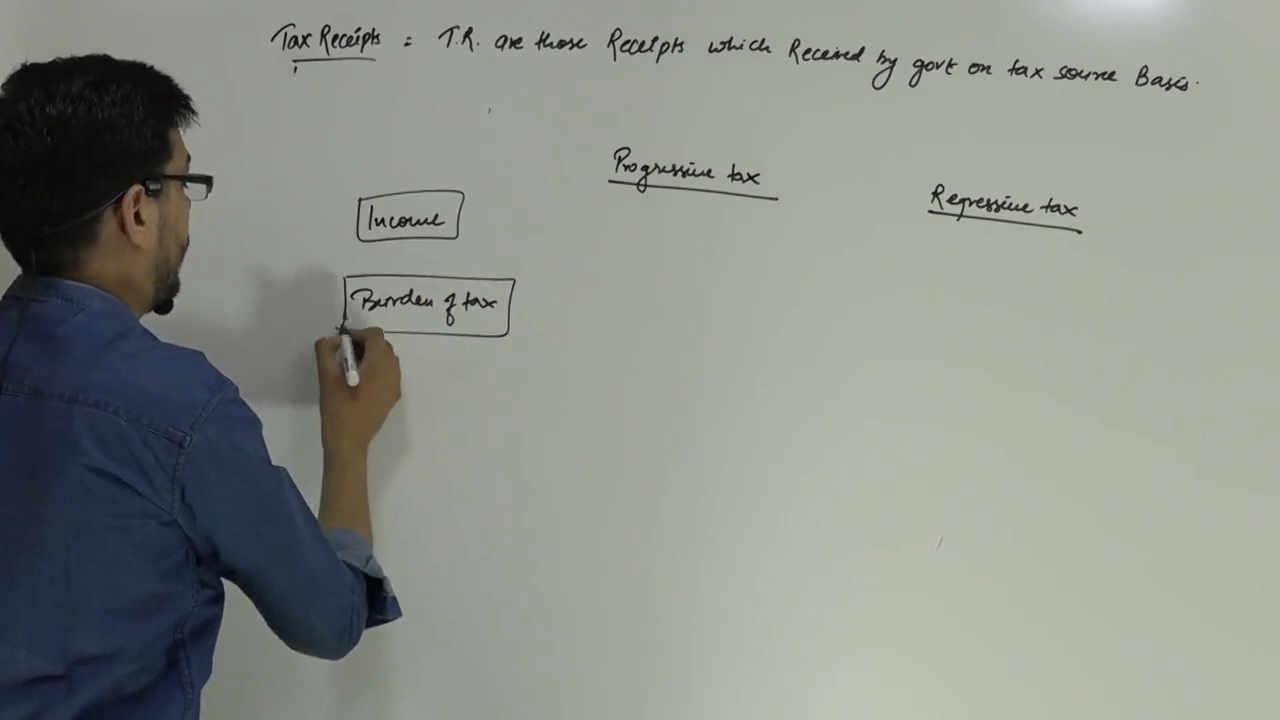 Tax Receipts = T.R. are those Receipts which Received by govt on tax source Basis.
Progressive tax
Regressive tax
Income
Burden of tax